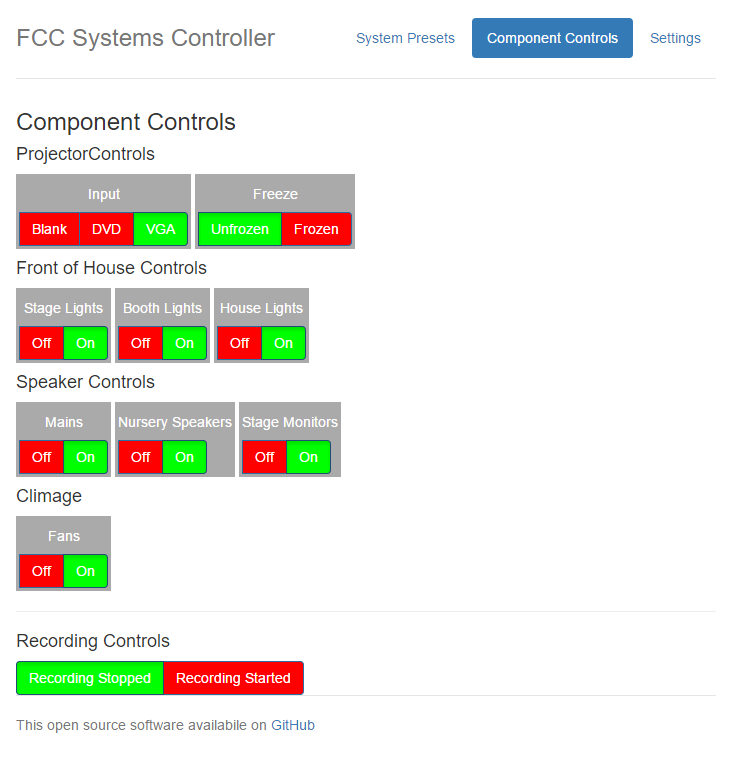 FCC Systems Controller System Presets Component Controls Settings
Component Controls
ProjectorControls
Input Freeze
Blank DVD VGA Unfrozen Frozen
Front of House Controls
Stage Lights Booth Lights House Lights
Off On Off On Off On
Speaker Controls
Mains Nursery Speakers Stage Monitors
Off On Off On Off On
Climage
Fans
Off On
Recording Controls
Recording Stopped Recording Started
This open source software availabile on GitHub